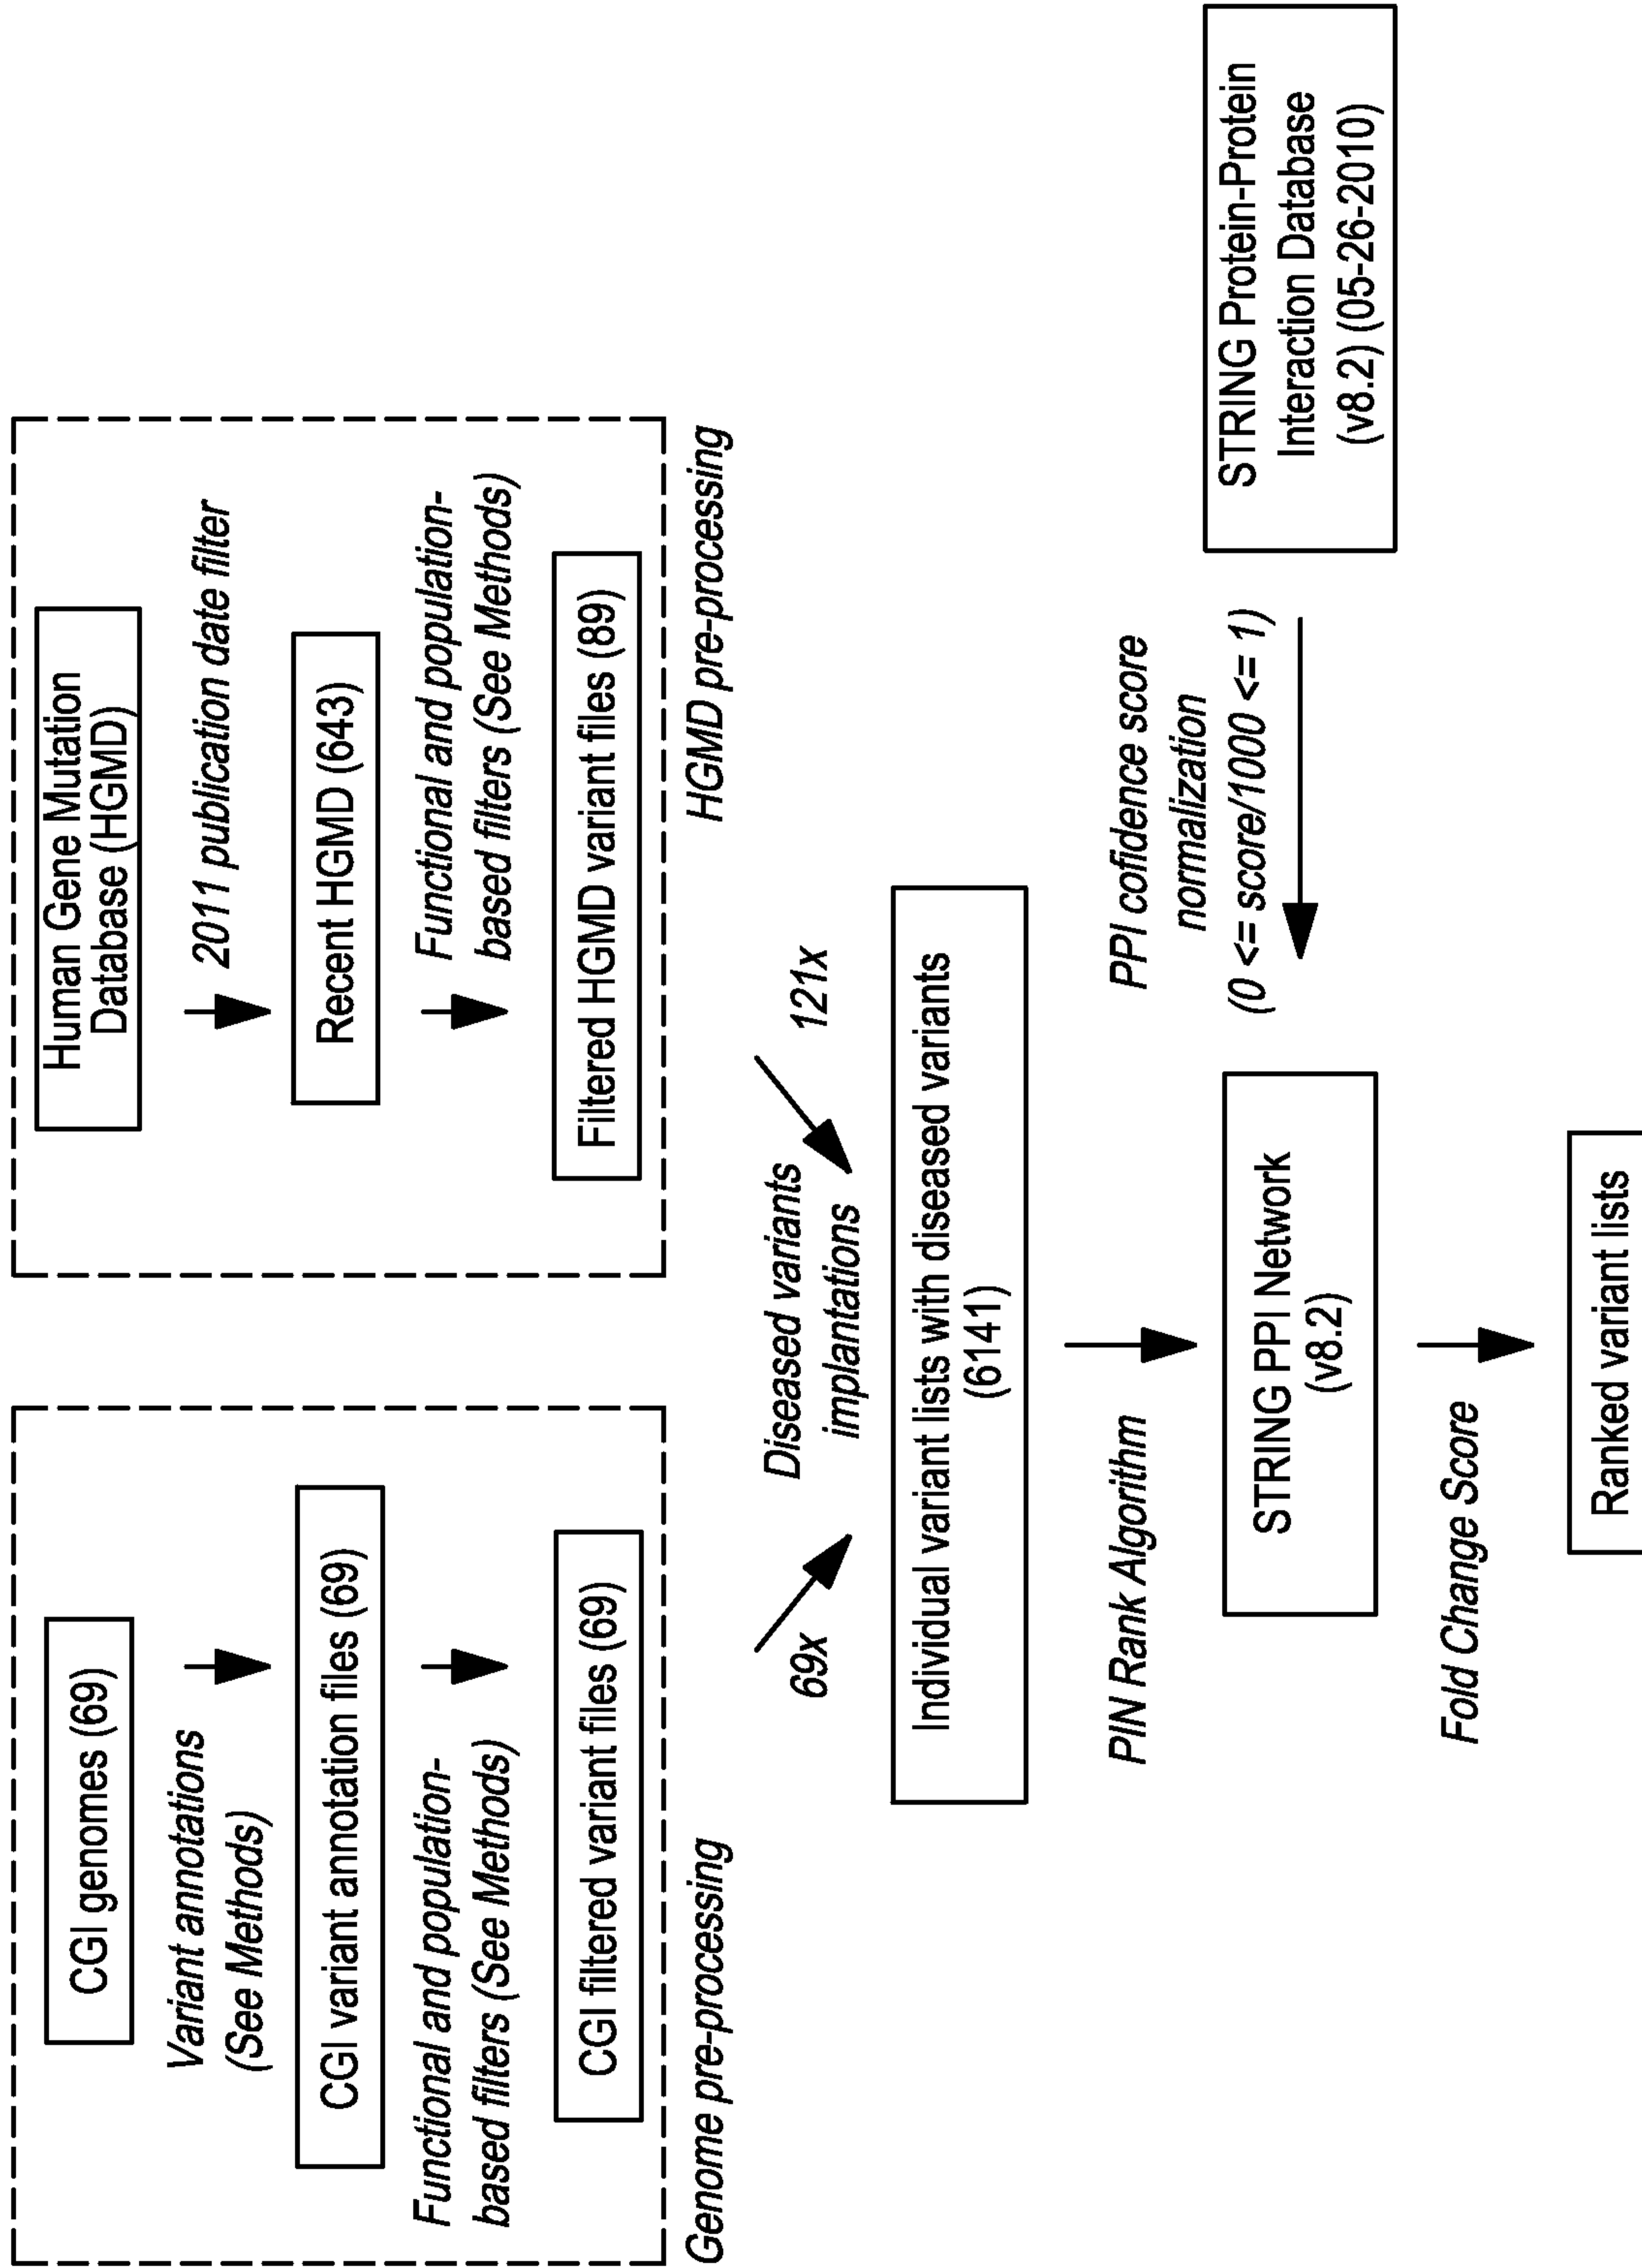 CGI genomes (69)
Variant annotations
(See Methods)
CGI variant annotation files (69)
Functional and population-
based filters (See Methods)
CGI filtered variant files (69)
Genome pre-processing
Human Gene Mutation
Database (HGMD)
2011 publication date filter
Recent HGMD (643)
Functional and population-
based filters (See Methods)
Filtered HGMD variant files (89)
HGMD pre-processing
69x
Diseased variants
implantations
121x
Individual variant lists with diseased variants
(6141)
PIN Rank Algorithm
PPI cofidence score
normalization
(0 <= score/1000 <= 1)
STRING Protein-Protein
Interaction Database
(v8.2) (05-26-2010)
STRING PPI Network
(v8.2)
Fold Change Score
Ranked variant lists